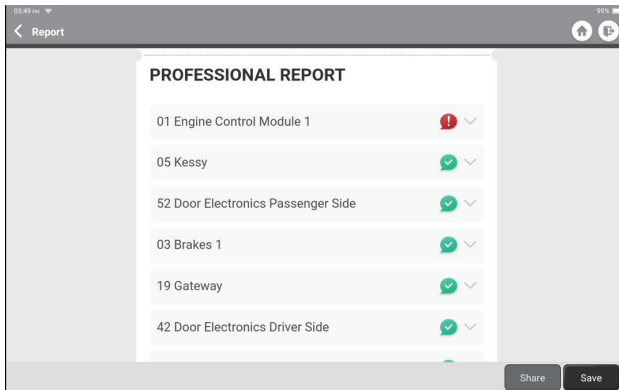 05:49 PM
99%
Report
PROFESSIONAL REPORT
01 Engine Control Module 1
05 Kessy
52 Door Electronics Passenger Side
03 Brakes 1
19 Gateway
42 Door Electronics Driver Side
Share
Save